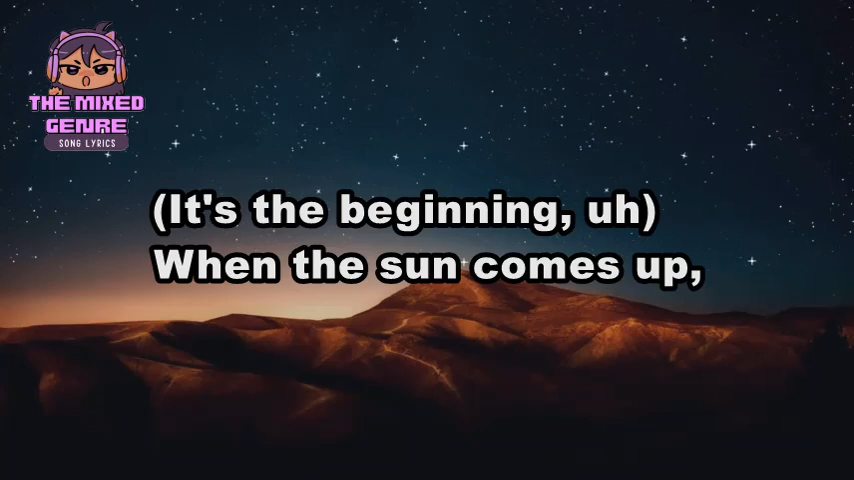 THE MIXED
GENRE
SONG LYRICS
(It's the beginning, uh)
When the sun comes up,